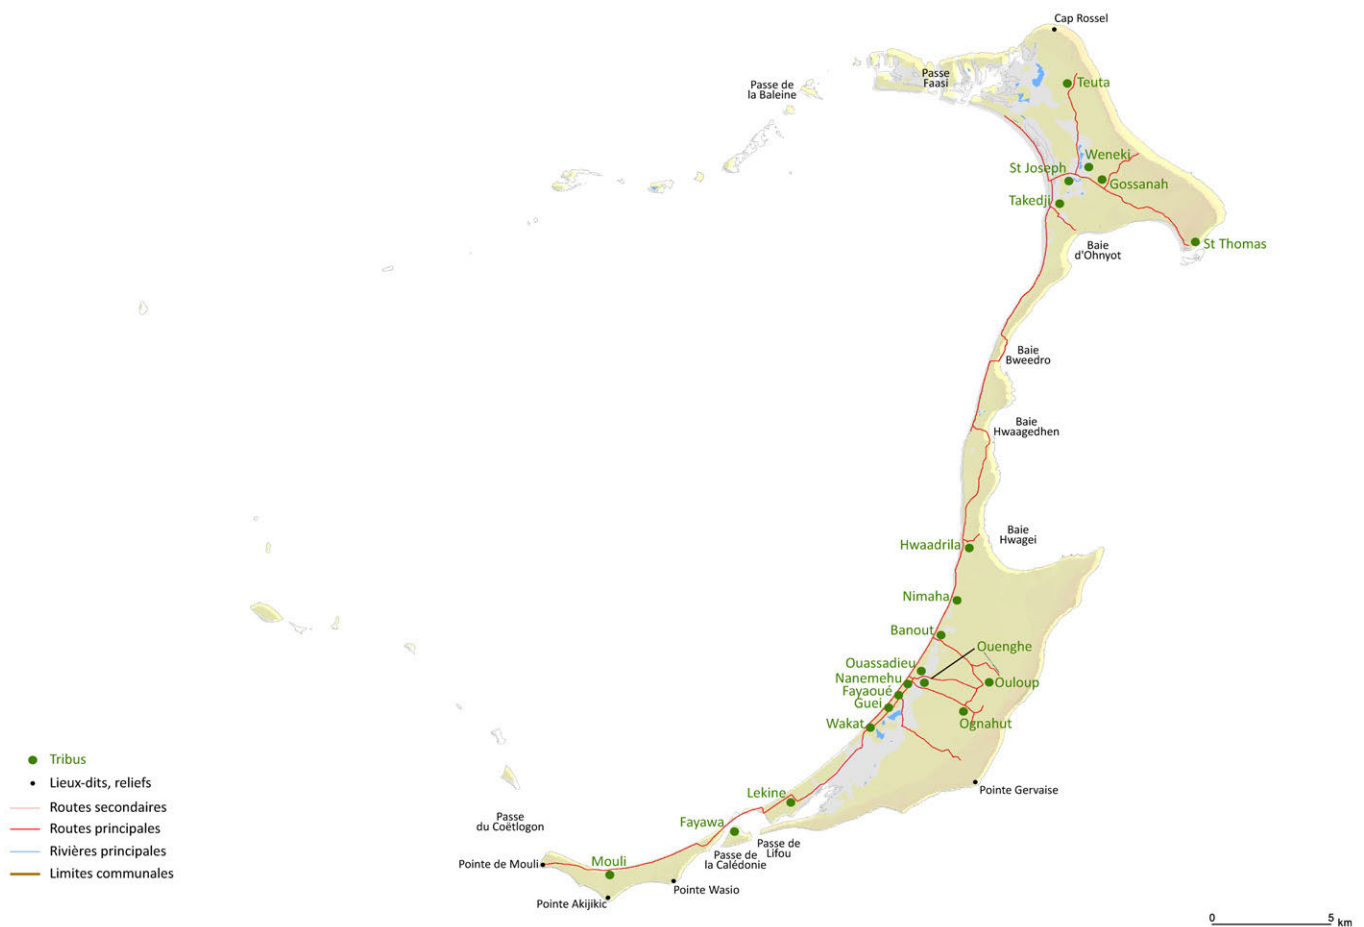 Cap Rossel
Passe
Faasi
Passe de
la Baleine
Teuta
Weneki
St Joseph
Gossanah
Takedji
St Thomas
Baie
d'Ohnyot
Baie
Bweedro
Baie
Hwaagedhen
Baie
Hwagei
Hwaadrila
Nimaha
Banout
Ouenghe
Ouassadieu
Nanemehu
Ouloup
Fayaoué
Guei
Wakat
Ognahut
Pointe Gervaise
Lekine
Fayawa
Passe
du Coëtlogon
Passe de
Lifou
Passe de
la Calédonie
Pointe de Mouli
Mouli
Pointe Wasio
Pointe Akijikic
Tribus
Lieux-dits, reliefs
Routes secondaires
Routes principales
Rivières principales
Limites communales
0 5 km